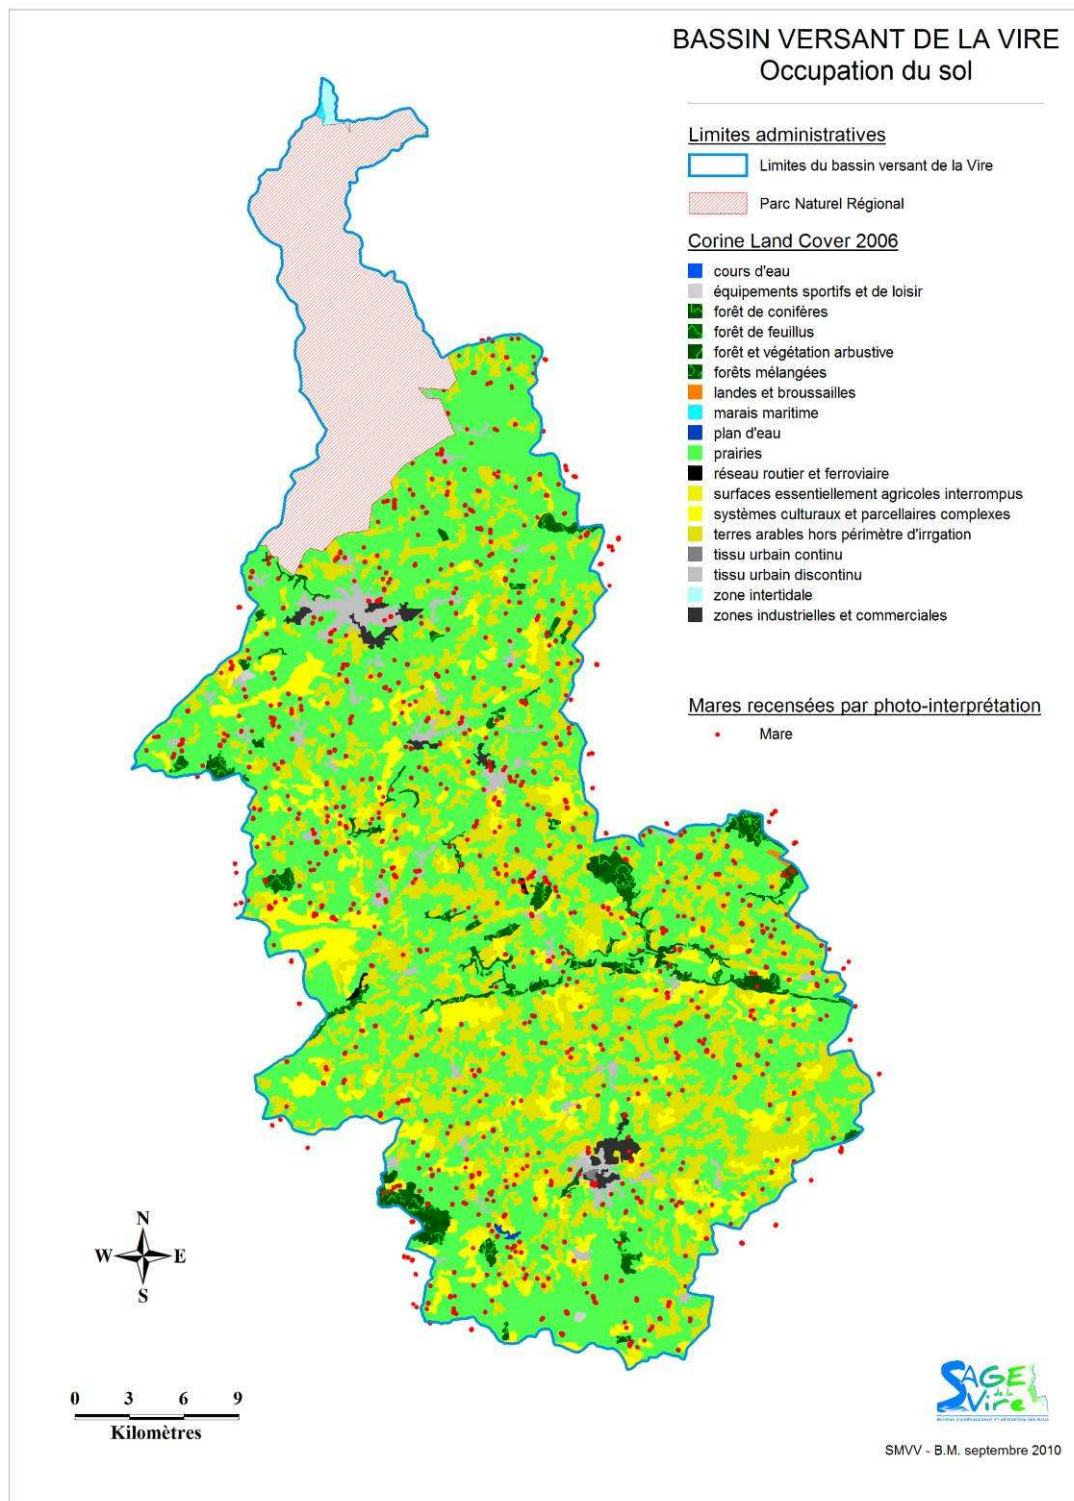 BASSIN VERSANT DE LA VIRE
Occupation du sol
Limites administratives
Limites du bassin versant de la Vire
Parc Naturel Régional
Corine Land Cover 2006
cours d'eau
équipements sportifs et de loisir
forêt de conifères
forêt de feuillus
forêt et végétation arbustive
forêts mélangées
landes et broussailles
marais maritime
plan d'eau
prairies
réseau routier et ferroviaire
surfaces essentiellement agricoles interrompus
systèmes culturaux et parcellaires complexes
terres arables hors périmètre d'irrgation
tissu urbain continu
tissu urbain discontinu
zone intertidale
zones industrielles et commerciales
Mares recensées par photo-interprétation
Mare
N
W E
S
0 3 6 9
Kilomètres
SAGE
de la
Vire
SMVV - B.M. septembre 2010